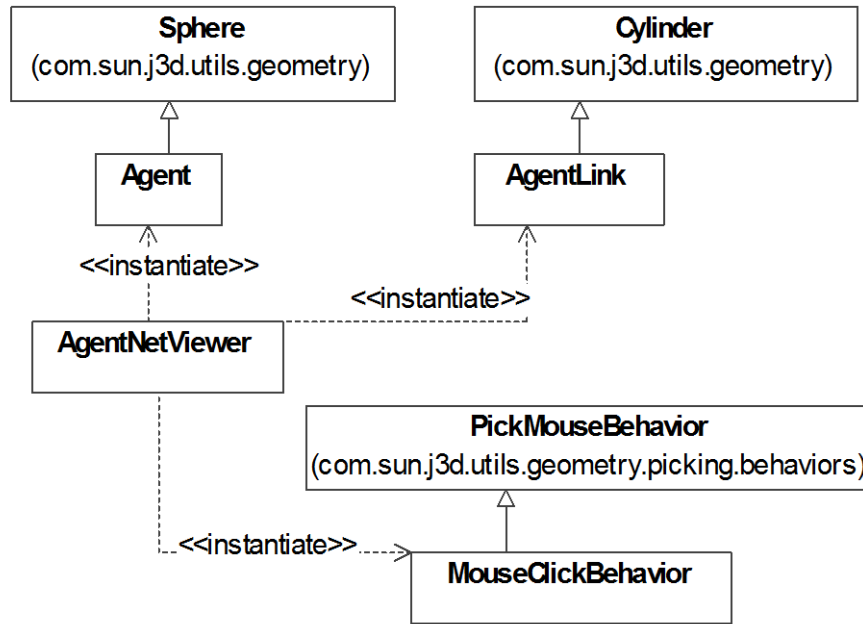 Sphere
(com.sun.j3d.utils.geometry)
Cylinder
(com.sun.j3d.utils.geometry)
Agent
AgentLink
<<instantiate>>
<<instantiate>>
AgentNetViewer
PickMouseBehavior
(com.sun.j3d.utils.geometry.picking.behaviors)
<<instantiate>>
MouseClickBehavior